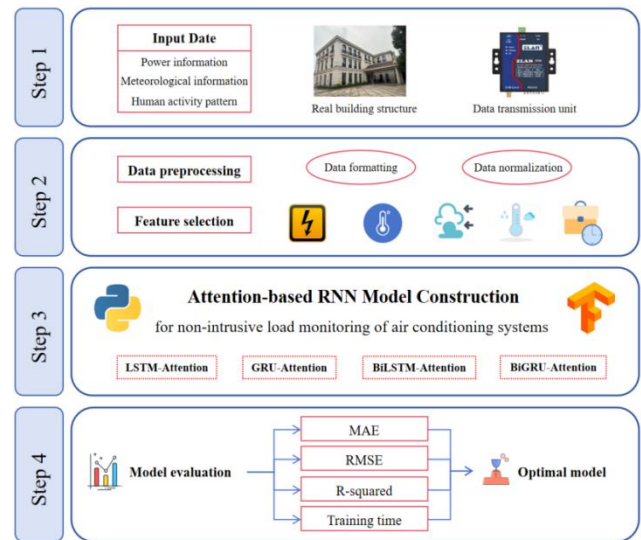 Step 1
Input Date
Power information
Meteorological information
Human activity pattern
Real building structure
ELAN
Data transmission unit
Step 2
Data preprocessing
Data formatting
Data normalization
Feature selection
Step 3
Attention-based RNN Model Construction
for non-intrusive load monitoring of air conditioning systems
LSTM-Attention
GRU-Attention
BiLSTM-Attention
BiGRU-Attention
Step 4
Model evaluation
MAE
RMSE
R-squared
Training time
Optimal model